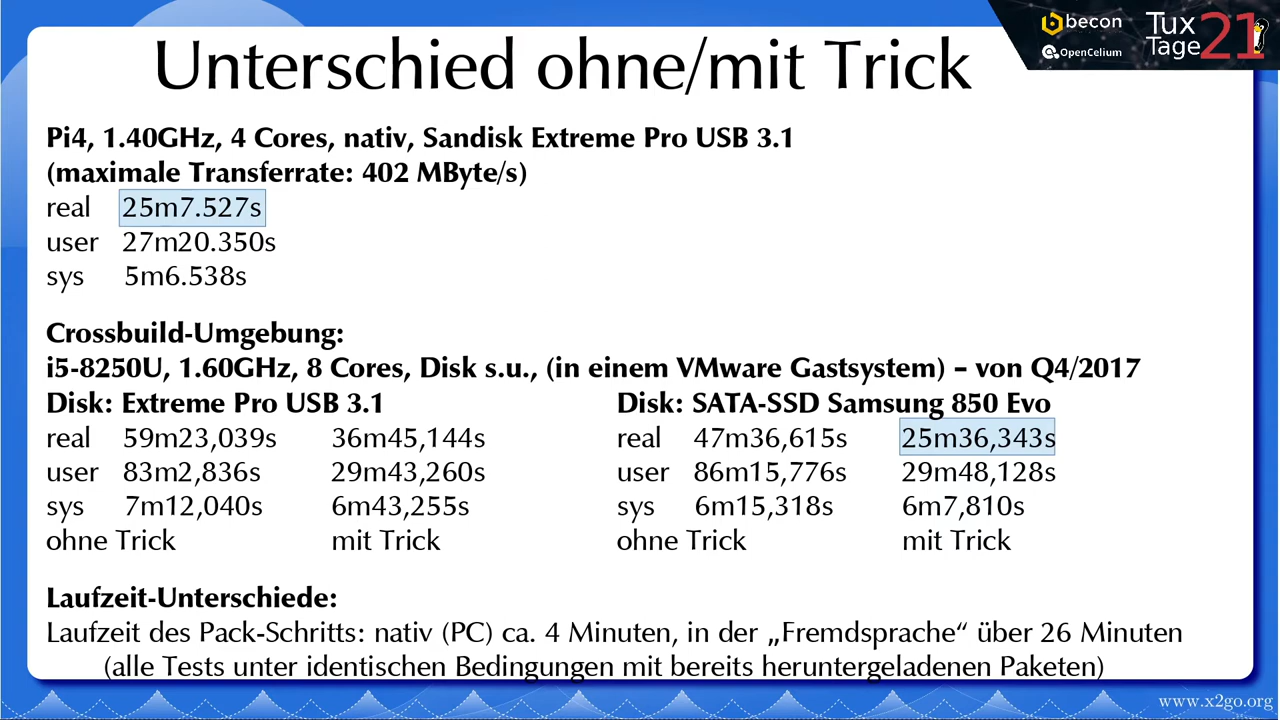 becon
OpenCelium
Tux
Tage
21
Unterschied ohne/mit Trick
Pi4, 1.40GHz, 4 Cores, nativ, Sandisk Extreme Pro USB 3.1
(maximale Transferrate: 402 MByte/s)
real 25m7.527s
user 27m20.350s
sys 5m6.538s
Crossbuild-Umgebung:
i5-8250U, 1.60GHz, 8 Cores, Disk s.u., (in einem VMware Gastsystem) – von Q4/2017
Disk: Extreme Pro USB 3.1 Disk: SATA-SSD Samsung 850 Evo
real 59m23,039s 36m45,144s real 47m36,615s 25m36,343s
user 83m2,836s 29m43,260s user 86m15,776s 29m48,128s
sys 7m12,040s 6m43,255s sys 6m15,318s 6m7,810s
ohne Trick mit Trick ohne Trick mit Trick
Laufzeit-Unterschiede:
Laufzeit des Pack-Schritts: nativ (PC) ca. 4 Minuten, in der „Fremdsprache“ über 26 Minuten
(alle Tests unter identischen Bedingungen mit bereits heruntergeladenen Paketen)
www.x2go.org